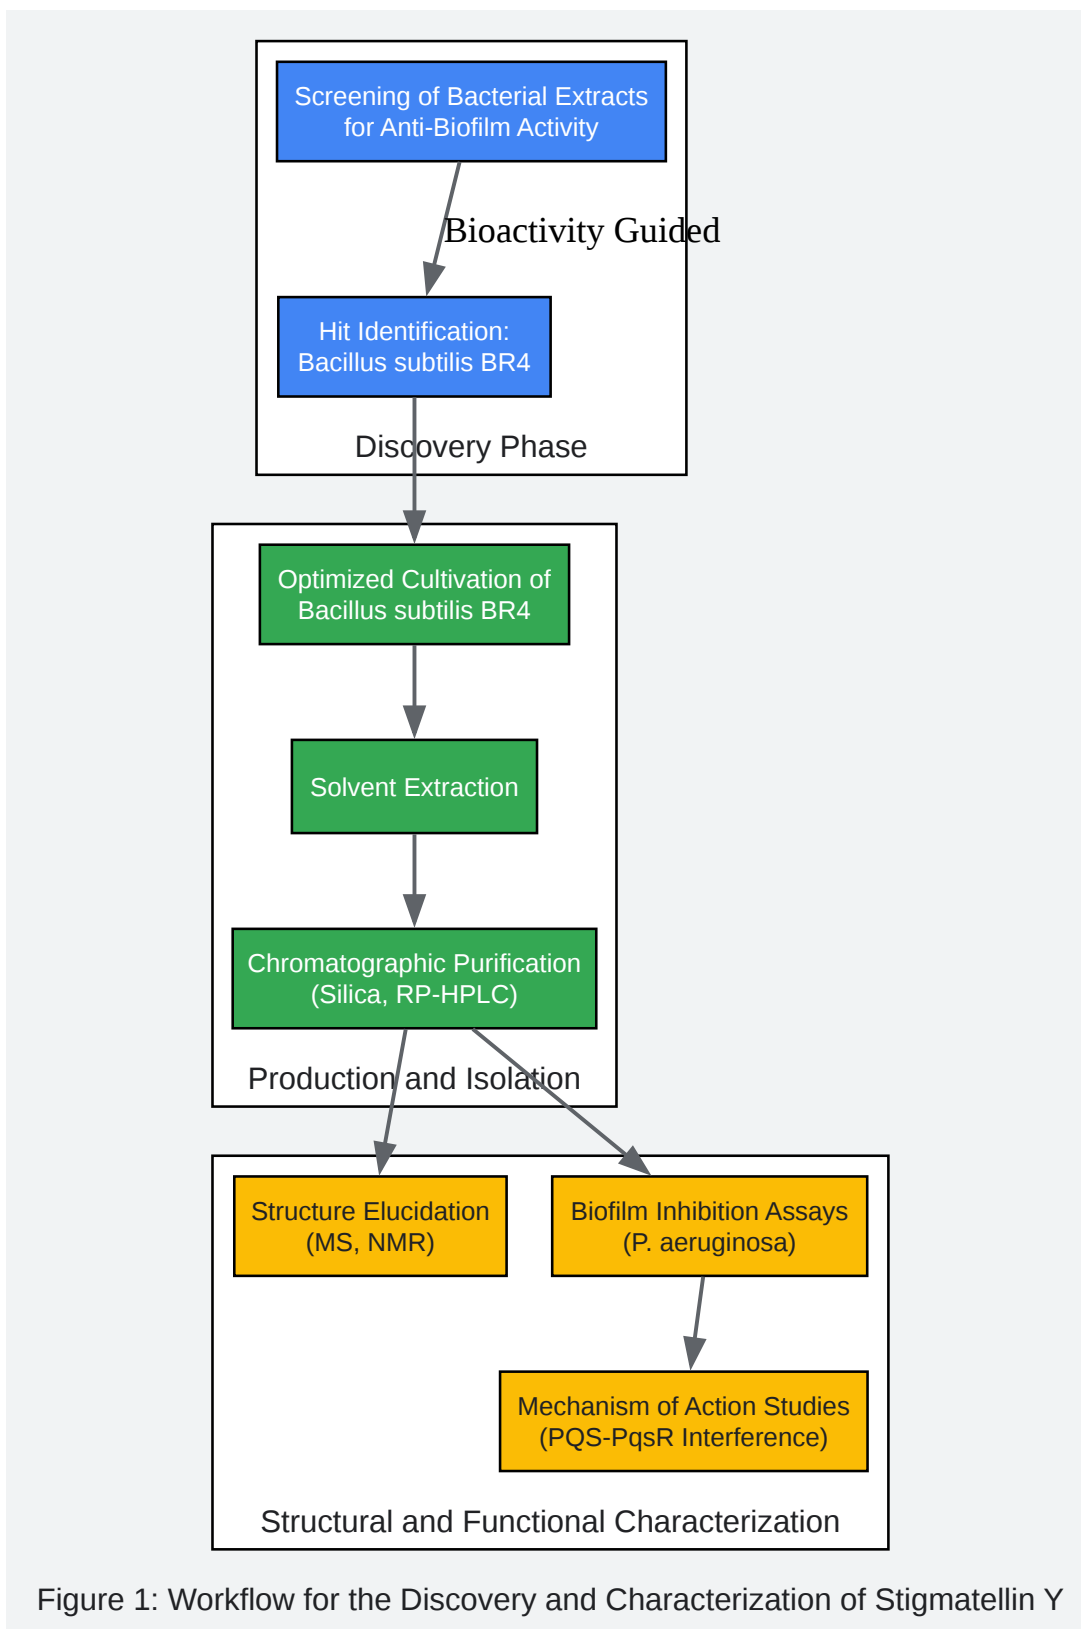 Screening of Bacterial Extracts
for Anti-Biofilm Activity
Bioactivity Guided
Hit Identification:
Bacillus subtilis BR4
Discovery Phase
Optimized Cultivation of
Bacillus subtilis BR4
Solvent Extraction
Chromatographic Purification
(Silica, RP-HPLC)
Production and Isolation
Structure Elucidation
(MS, NMR)
Biofilm Inhibition Assays
(P. aeruginosa)
Mechanism of Action Studies
(PQS-PqsR Interference)
Structural and Functional Characterization
Figure 1: Workflow for the Discovery and Characterization of Stigmatellin Y